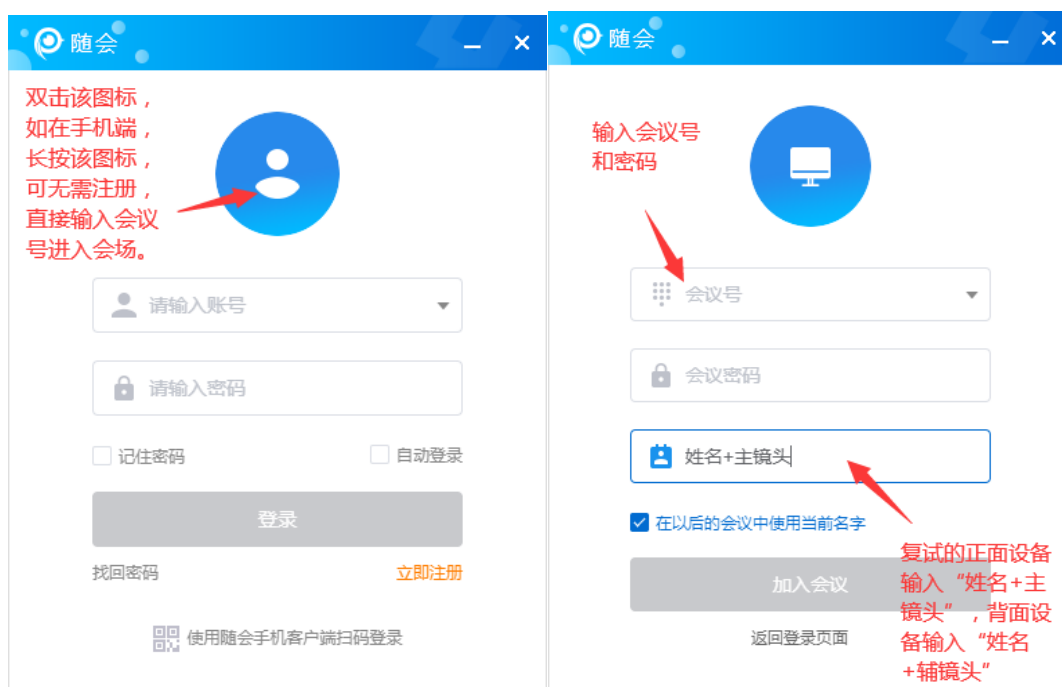 随会
双击该图标，
如在手机端，
长按该图标，
可无需注册，
直接输入会议
号进入会场。
请输入账号
请输入密码
记住密码 自动登录
登录
找回密码 立即注册
使用随会手机客户端扫码登录
随会
输入会议号
和密码
会议号
会议密码
姓名+主镜头
在以后的会议中使用当前名字
加入会议
返回登录页面
复试的正面设备
输入“姓名+主
镜头”，背面设
备输入“姓名
+辅镜头”